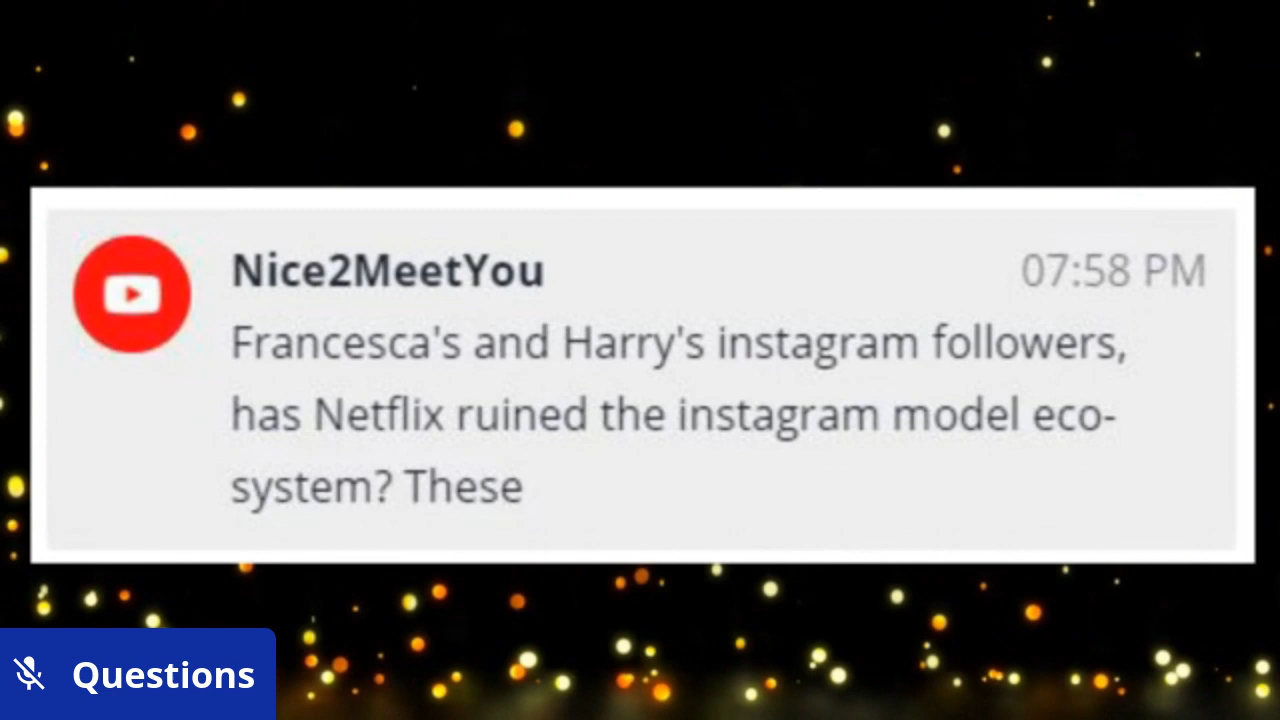 Nice2MeetYou 07:58 PM
Francesca's and Harry's instagram followers,
has Netflix ruined the instagram model eco-
system? These
Questions